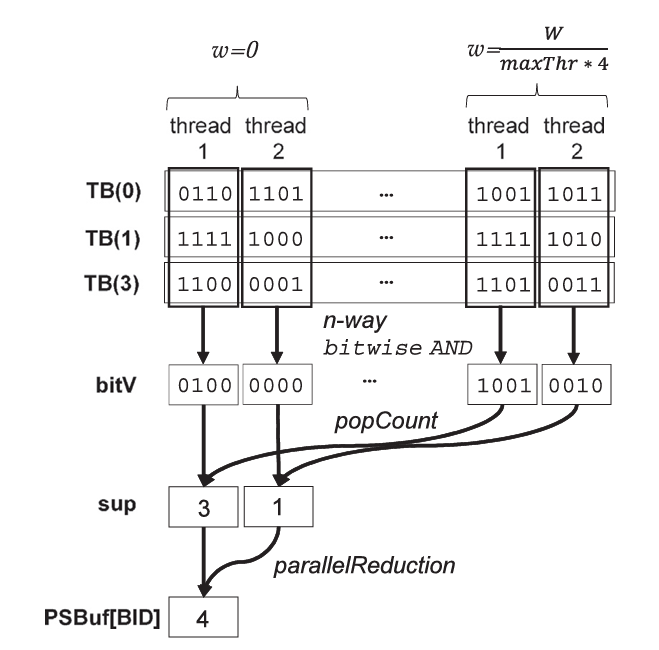 w=0
w= W / maxThr * 4
thread 1 thread 2 thread 1 thread 2
TB(0) 0110 1101 ... 1001 1011
TB(1) 1111 1000 ... 1111 1010
TB(3) 1100 0001 ... 1101 0011
n-way
bitwise AND
bitV 0100 0000 ... 1001 0010
popCount
sup 3 1
parallelReduction
PSBuf[BID] 4